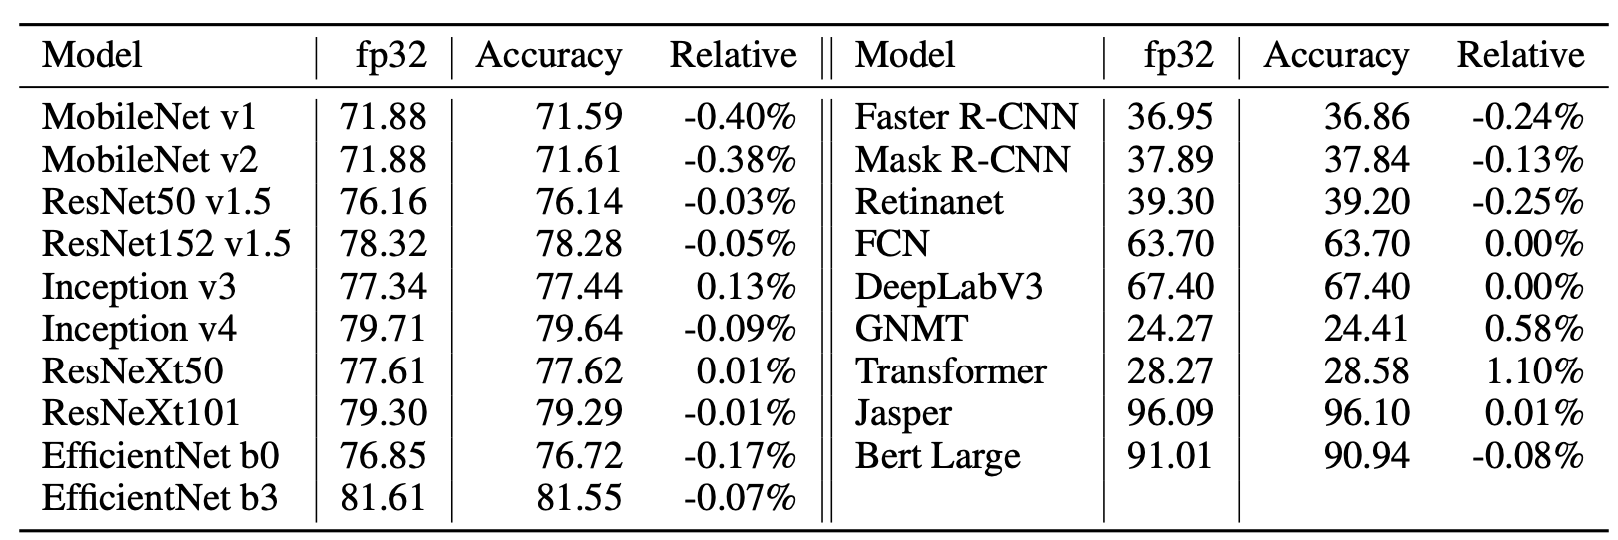 Model fp32 Accuracy Relative Model fp32 Accuracy Relative
MobileNet v1 71.88 71.59 -0.40% Faster R-CNN 36.95 36.86 -0.24%
MobileNet v2 71.88 71.61 -0.38% Mask R-CNN 37.89 37.84 -0.13%
ResNet50 v1.5 76.16 76.14 -0.03% Retinanet 39.30 39.20 -0.25%
ResNet152 v1.5 78.32 78.28 -0.05% FCN 63.70 63.70 0.00%
Inception v3 77.34 77.44 0.13% DeepLabV3 67.40 67.40 0.00%
Inception v4 79.71 79.64 -0.09% GNMT 24.27 24.41 0.58%
ResNeXt50 77.61 77.62 0.01% Transformer 28.27 28.58 1.10%
ResNeXt101 79.30 79.29 -0.01% Jasper 96.09 96.10 0.01%
EfficientNet b0 76.85 76.72 -0.17% Bert Large 91.01 90.94 -0.08%
EfficientNet b3 81.61 81.55 -0.07%